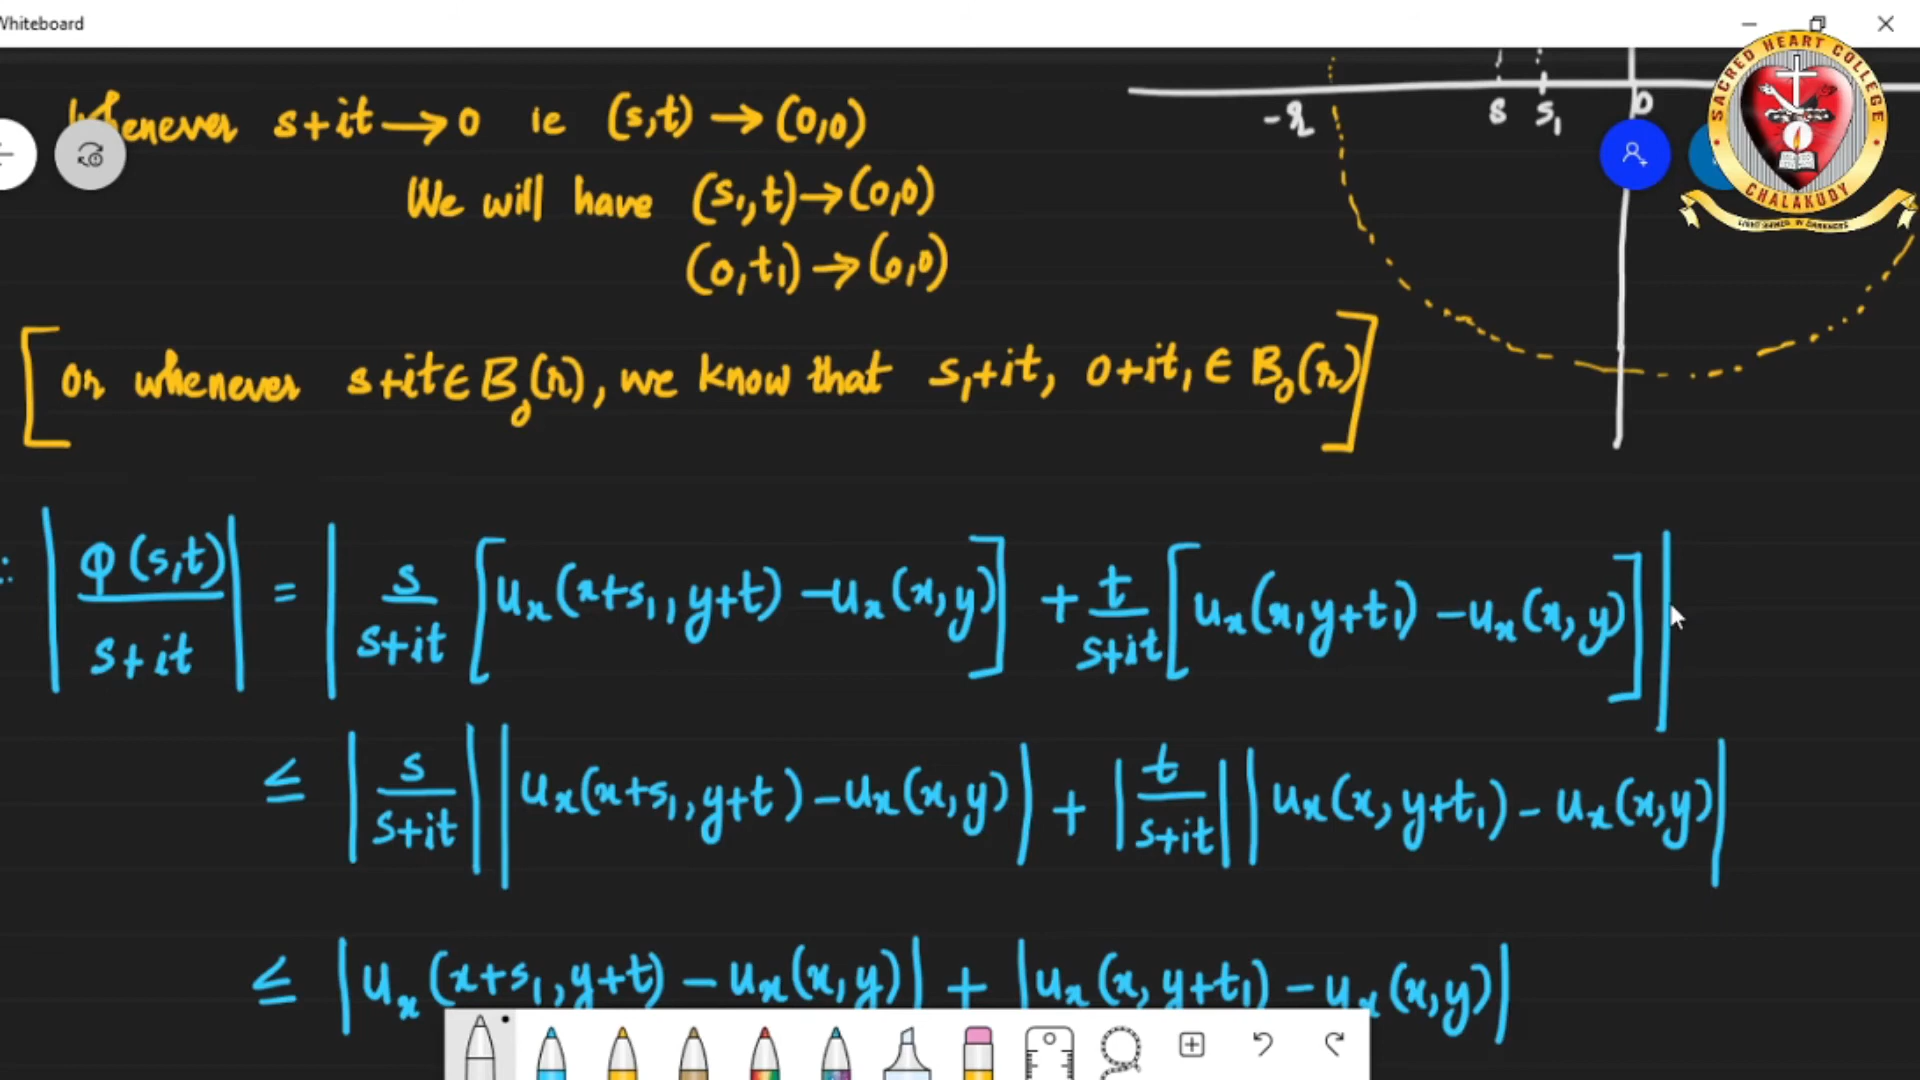 Whiteboard
Whenever s+it → 0 ie (s,t) → (0,0)
We will have (s₁,t) → (0,0)
(0,t₁) → (0,0)
[or whenever s+it ∈ B₀(r), we know that s₁+it, 0+it₁ ∈ B₀(r)]
-r s s₁ 0
∴ |φ(s,t)/(s+it)| = |s/(s+it) [uₓ(x+s₁, y+t) - uₓ(x,y)] + t/(s+it) [uₓ(x,y+t₁) - uₓ(x,y)]|
≤ |s/(s+it)| |uₓ(x+s₁, y+t) - uₓ(x,y)| + |t/(s+it)| |uₓ(x, y+t₁) - uₓ(x,y)|
≤ |uₓ(x+s₁, y+t) - uₓ(x,y)| + |uₓ(x, y+t₁) - uₓ(x,y)|
SACRED HEART COLLEGE
CHALAKUDY